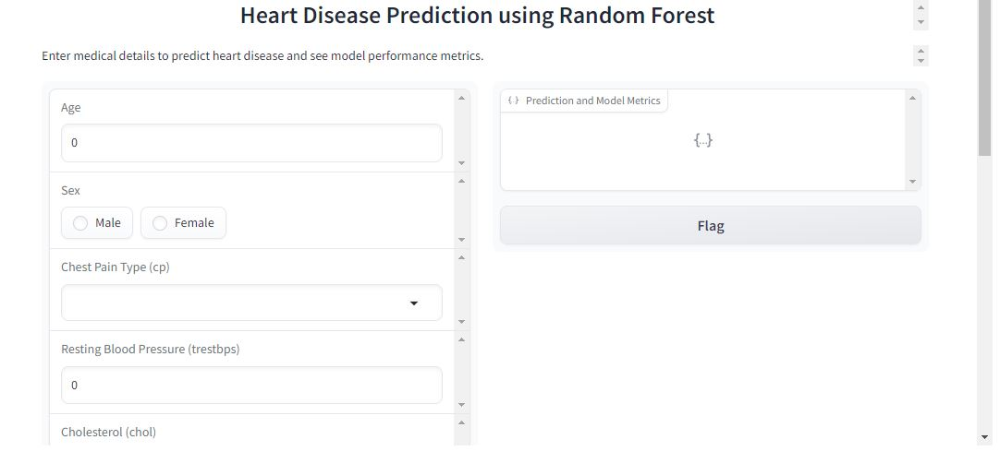 Heart Disease Prediction using Random Forest
Enter medical details to predict heart disease and see model performance metrics.
Age
0
Sex
Male Female
Chest Pain Type (cp)
Resting Blood Pressure (trestbps)
0
Cholesterol (chol)
{.} Prediction and Model Metrics
{...}
Flag